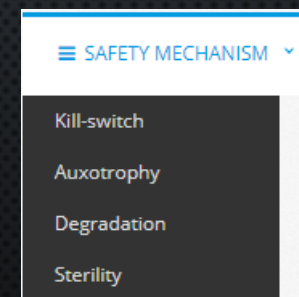 SAFETY MECHANISM
Kill-switch
Auxotrophy
Degradation
Sterility